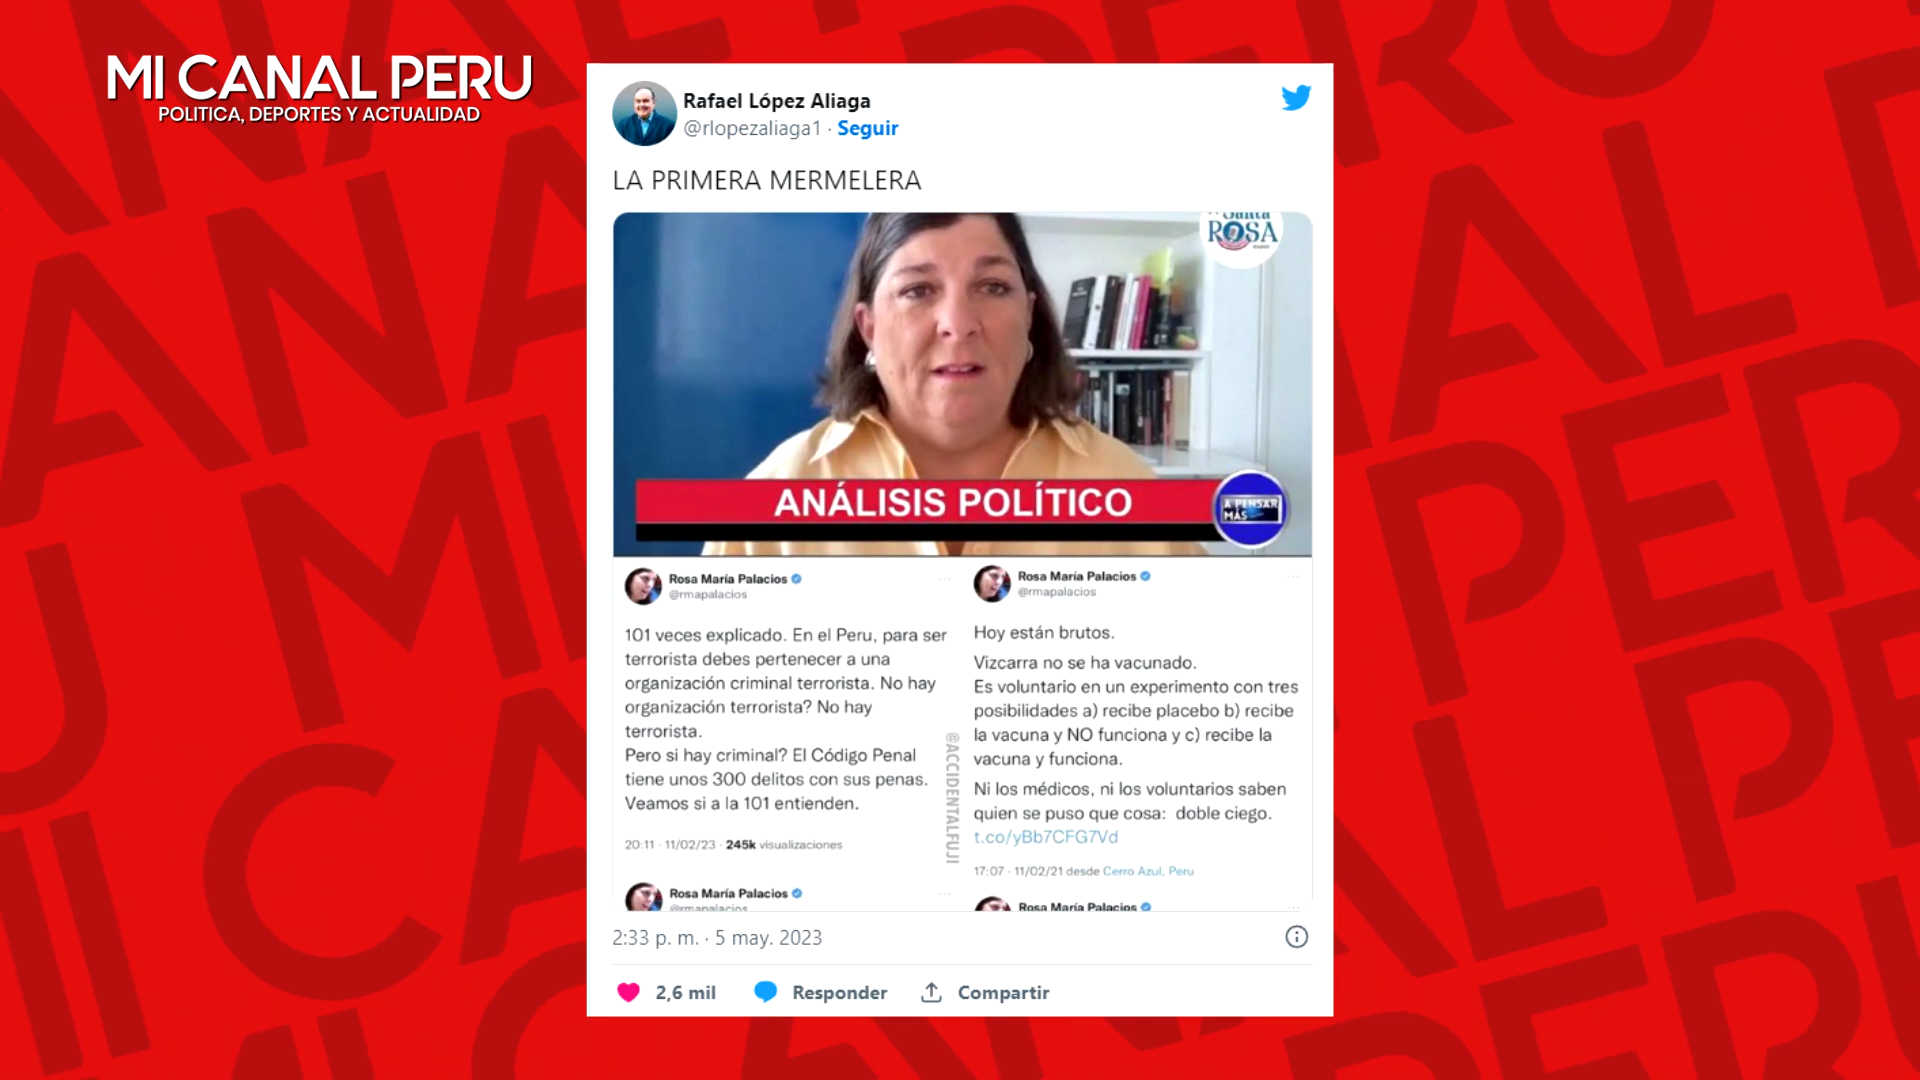 MI CANAL PERU
POLITICA, DEPORTES Y ACTUALIDAD
Rafael López Aliaga
@rlopezaliaga1 · Seguir
LA PRIMERA MERMELERA
Santa
ROSA
ANÁLISIS POLÍTICO
A PENSAR
MÁS
Rosa María Palacios
@rmapalacios
101 veces explicado. En el Peru, para ser
terrorista debes pertenecer a una
organización criminal terrorista. No hay
organización terrorista? No hay
terrorista.
Pero si hay criminal? El Código Penal
tiene unos 300 delitos con sus penas.
Veamos si a la 101 entienden.
20:11 · 11/02/23 · 245k visualizaciones
Rosa María Palacios
@rmapalacios
@ACCIDENTALFUJI
Rosa María Palacios
@rmapalacios
Hoy están brutos.
Vizcarra no se ha vacunado.
Es voluntario en un experimento con tres
posibilidades a) recibe placebo b) recibe
la vacuna y NO funciona y c) recibe la
vacuna y funciona.
Ni los médicos, ni los voluntarios saben
quien se puso que cosa: doble ciego.
t.co/yBb7CFG7Vd
17:07 · 11/02/21 desde Cerro Azul, Peru
Rosa María Palacios
2:33 p. m. · 5 may. 2023
2,6 mil
Responder
Compartir